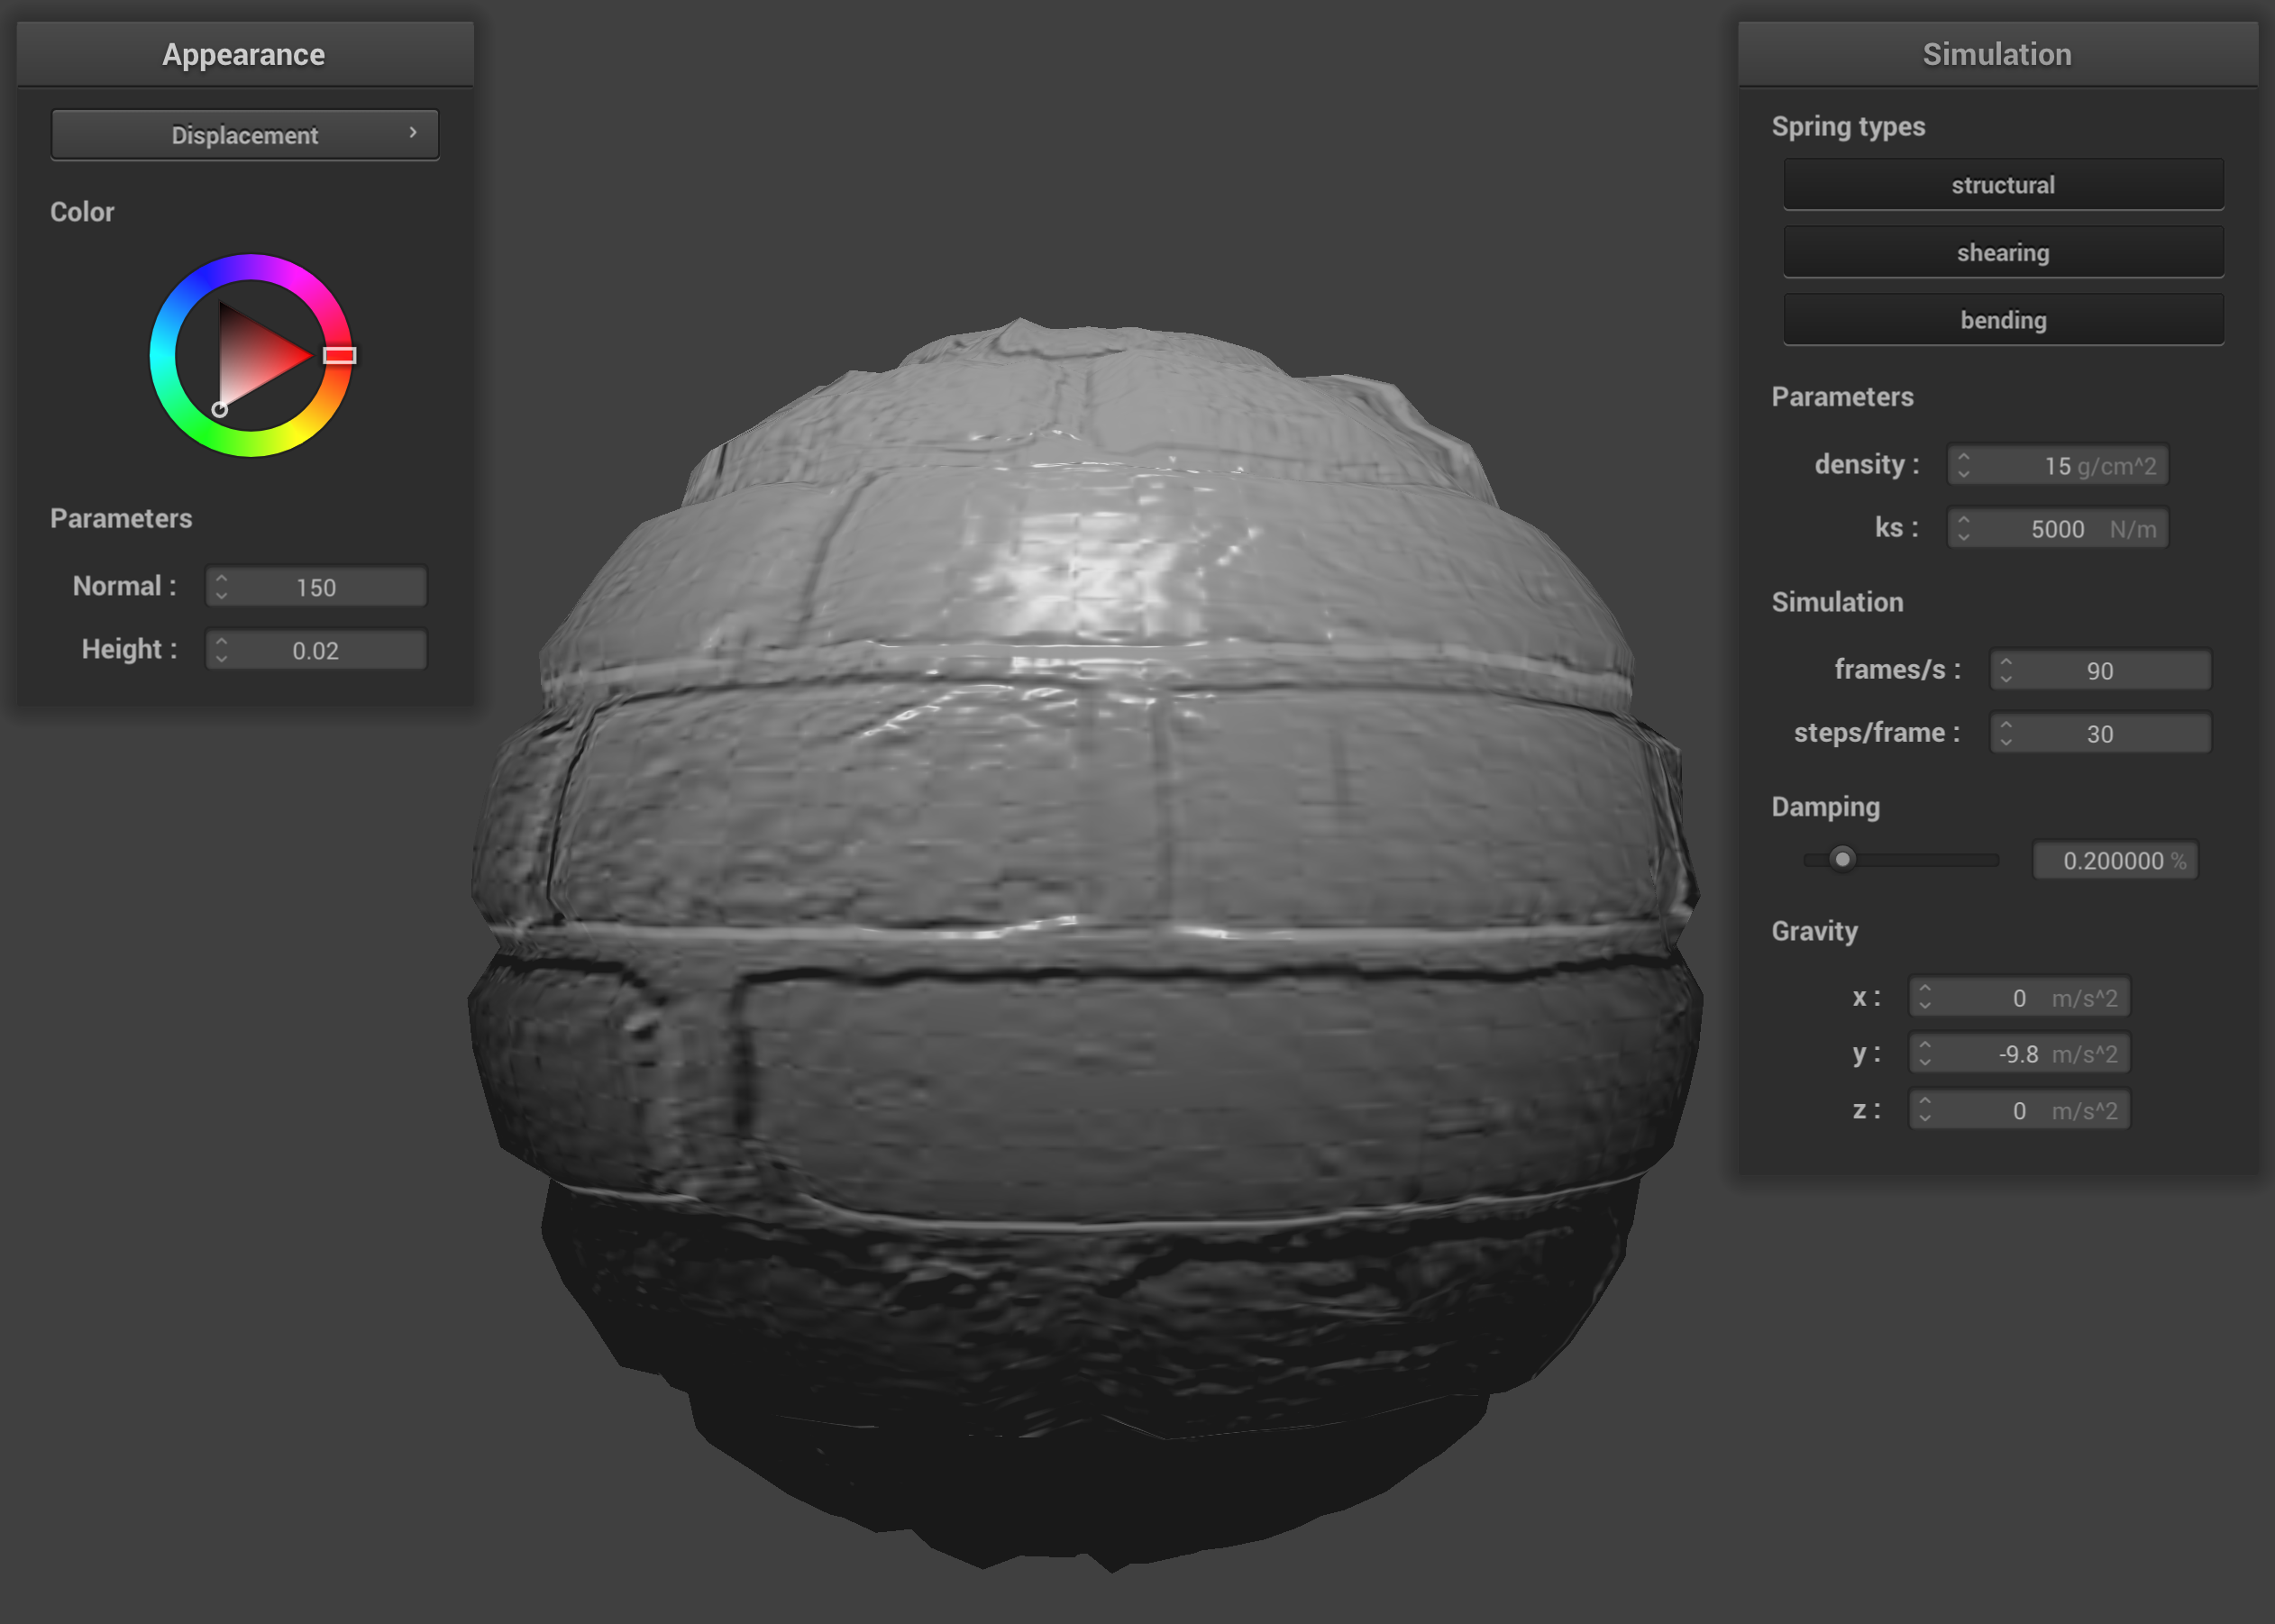 Appearance
Displacement
Color
Parameters
Normal : 150
Height : 0.02
Simulation
Spring types
structural
shearing
bending
Parameters
density : 15 g/cm^2
ks : 5000 N/m
Simulation
frames/s : 90
steps/frame : 30
Damping
0.200000 %
Gravity
x : 0 m/s^2
y : -9.8 m/s^2
z : 0 m/s^2